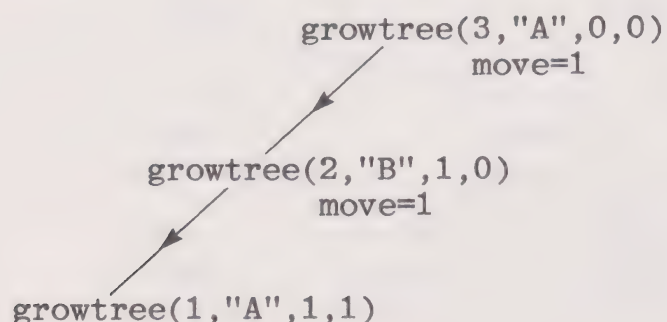 growtree(3,"A",0,0)
move=1
growtree(2,"B",1,0)
move=1
growtree(1,"A",1,1)